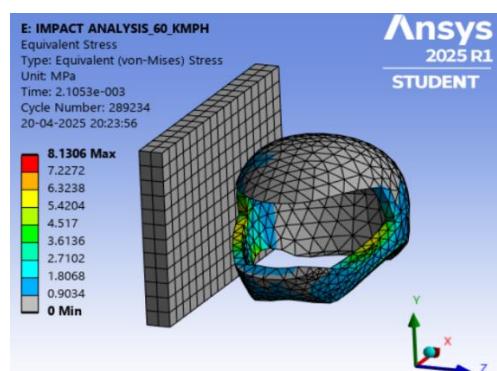 E: IMPACT ANALYSIS_60_KMPH
Equivalent Stress
Type: Equivalent (von-Mises) Stress
Unit: MPa
Time: 2.1053e-003
Cycle Number: 289234
20-04-2025 20:23:56
8.1306 Max
7.2272
6.3238
5.4204
4.517
3.6136
2.7102
1.8068
0.9034
0 Min
Ansys
2025 R1
STUDENT
Y
X
Z